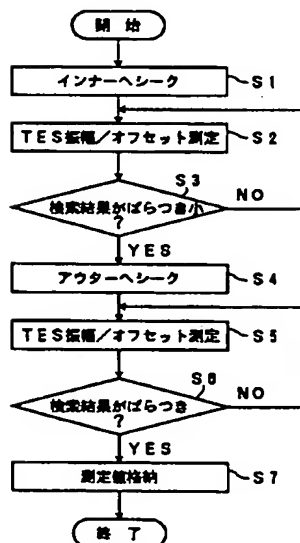 開始
インナーへシーク S1
TES振幅/オフセット測定 S2
S3
検索結果がばらつき小 NO
?
YES
アウターへシーク S4
TES振幅/オフセット測定 S5
S6
検索結果がばらつき NO
?
YES
測定値格納 S7
終了